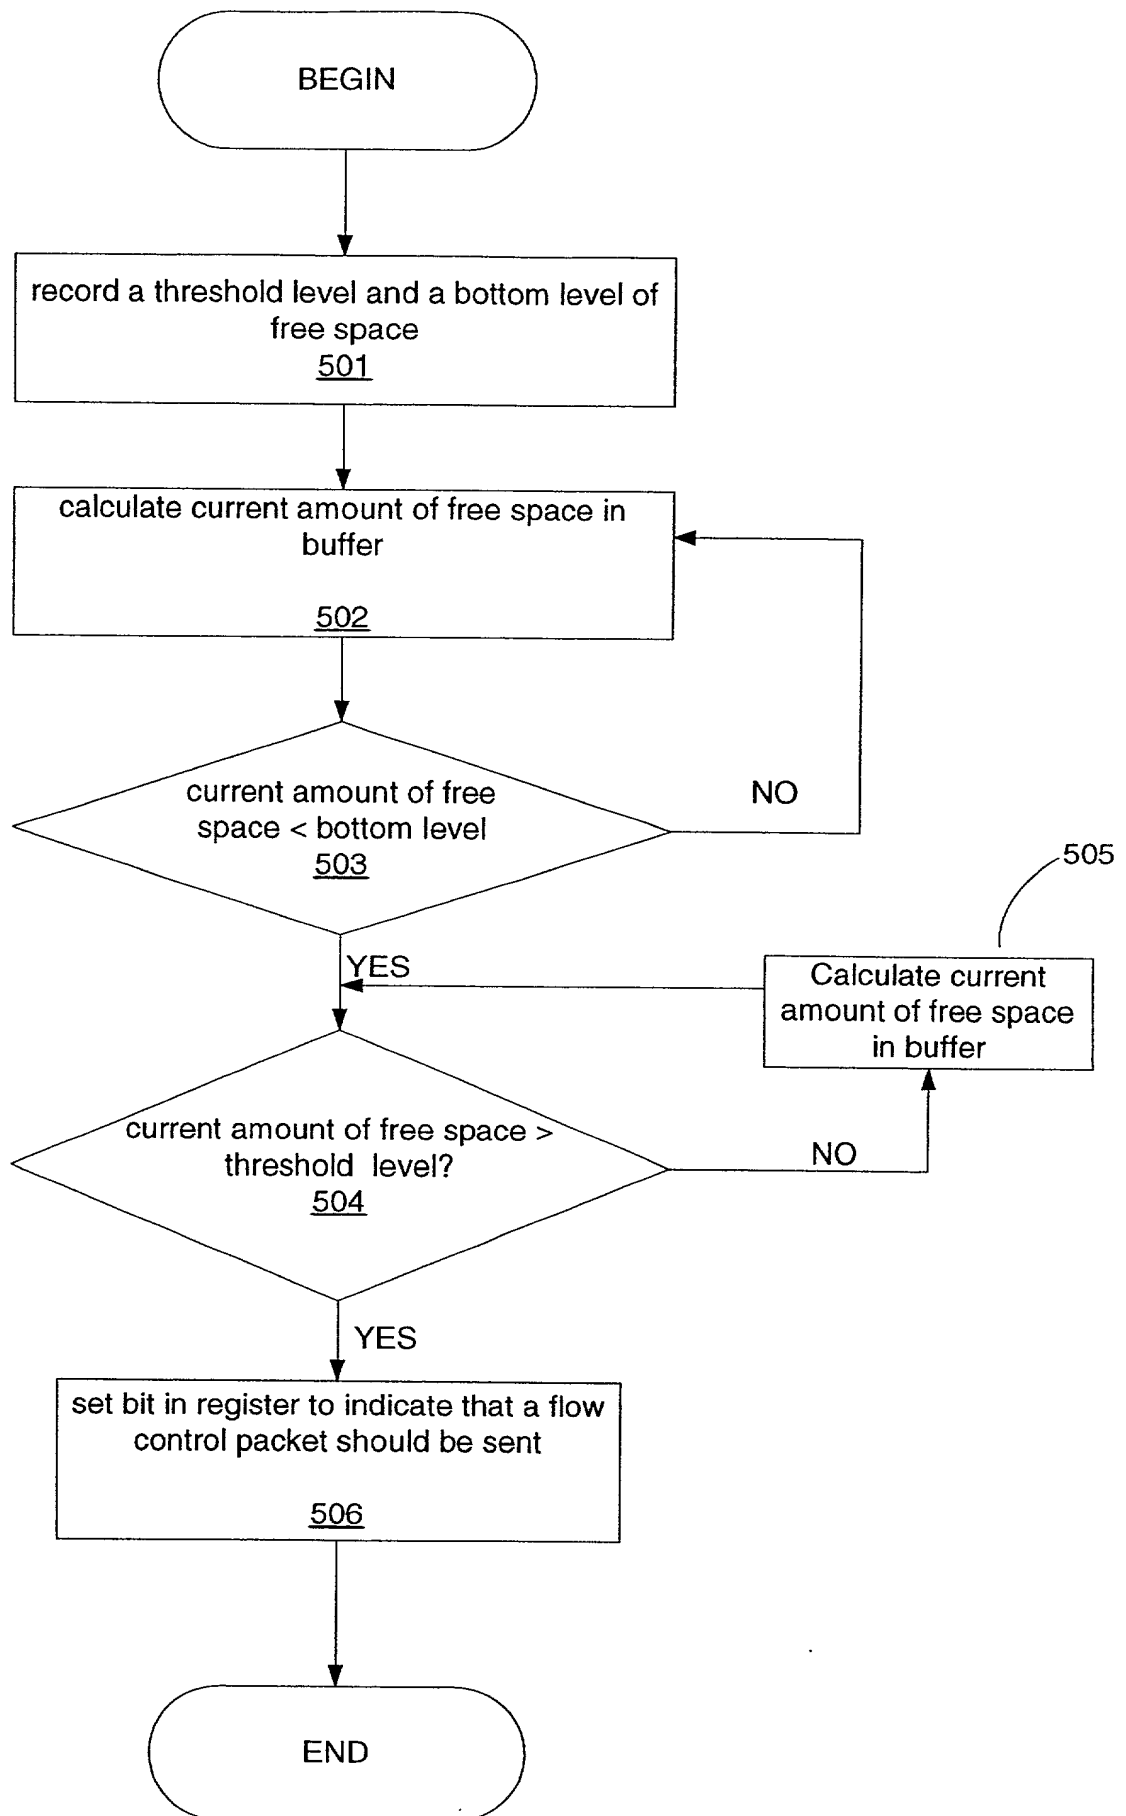 BEGIN
record a threshold level and a bottom level of
free space
501
calculate current amount of free space in
buffer
502
current amount of free
space < bottom level
503
NO
505
YES
Calculate current
amount of free space
in buffer
current amount of free space >
threshold level?
504
NO
YES
set bit in register to indicate that a flow
control packet should be sent
506
END